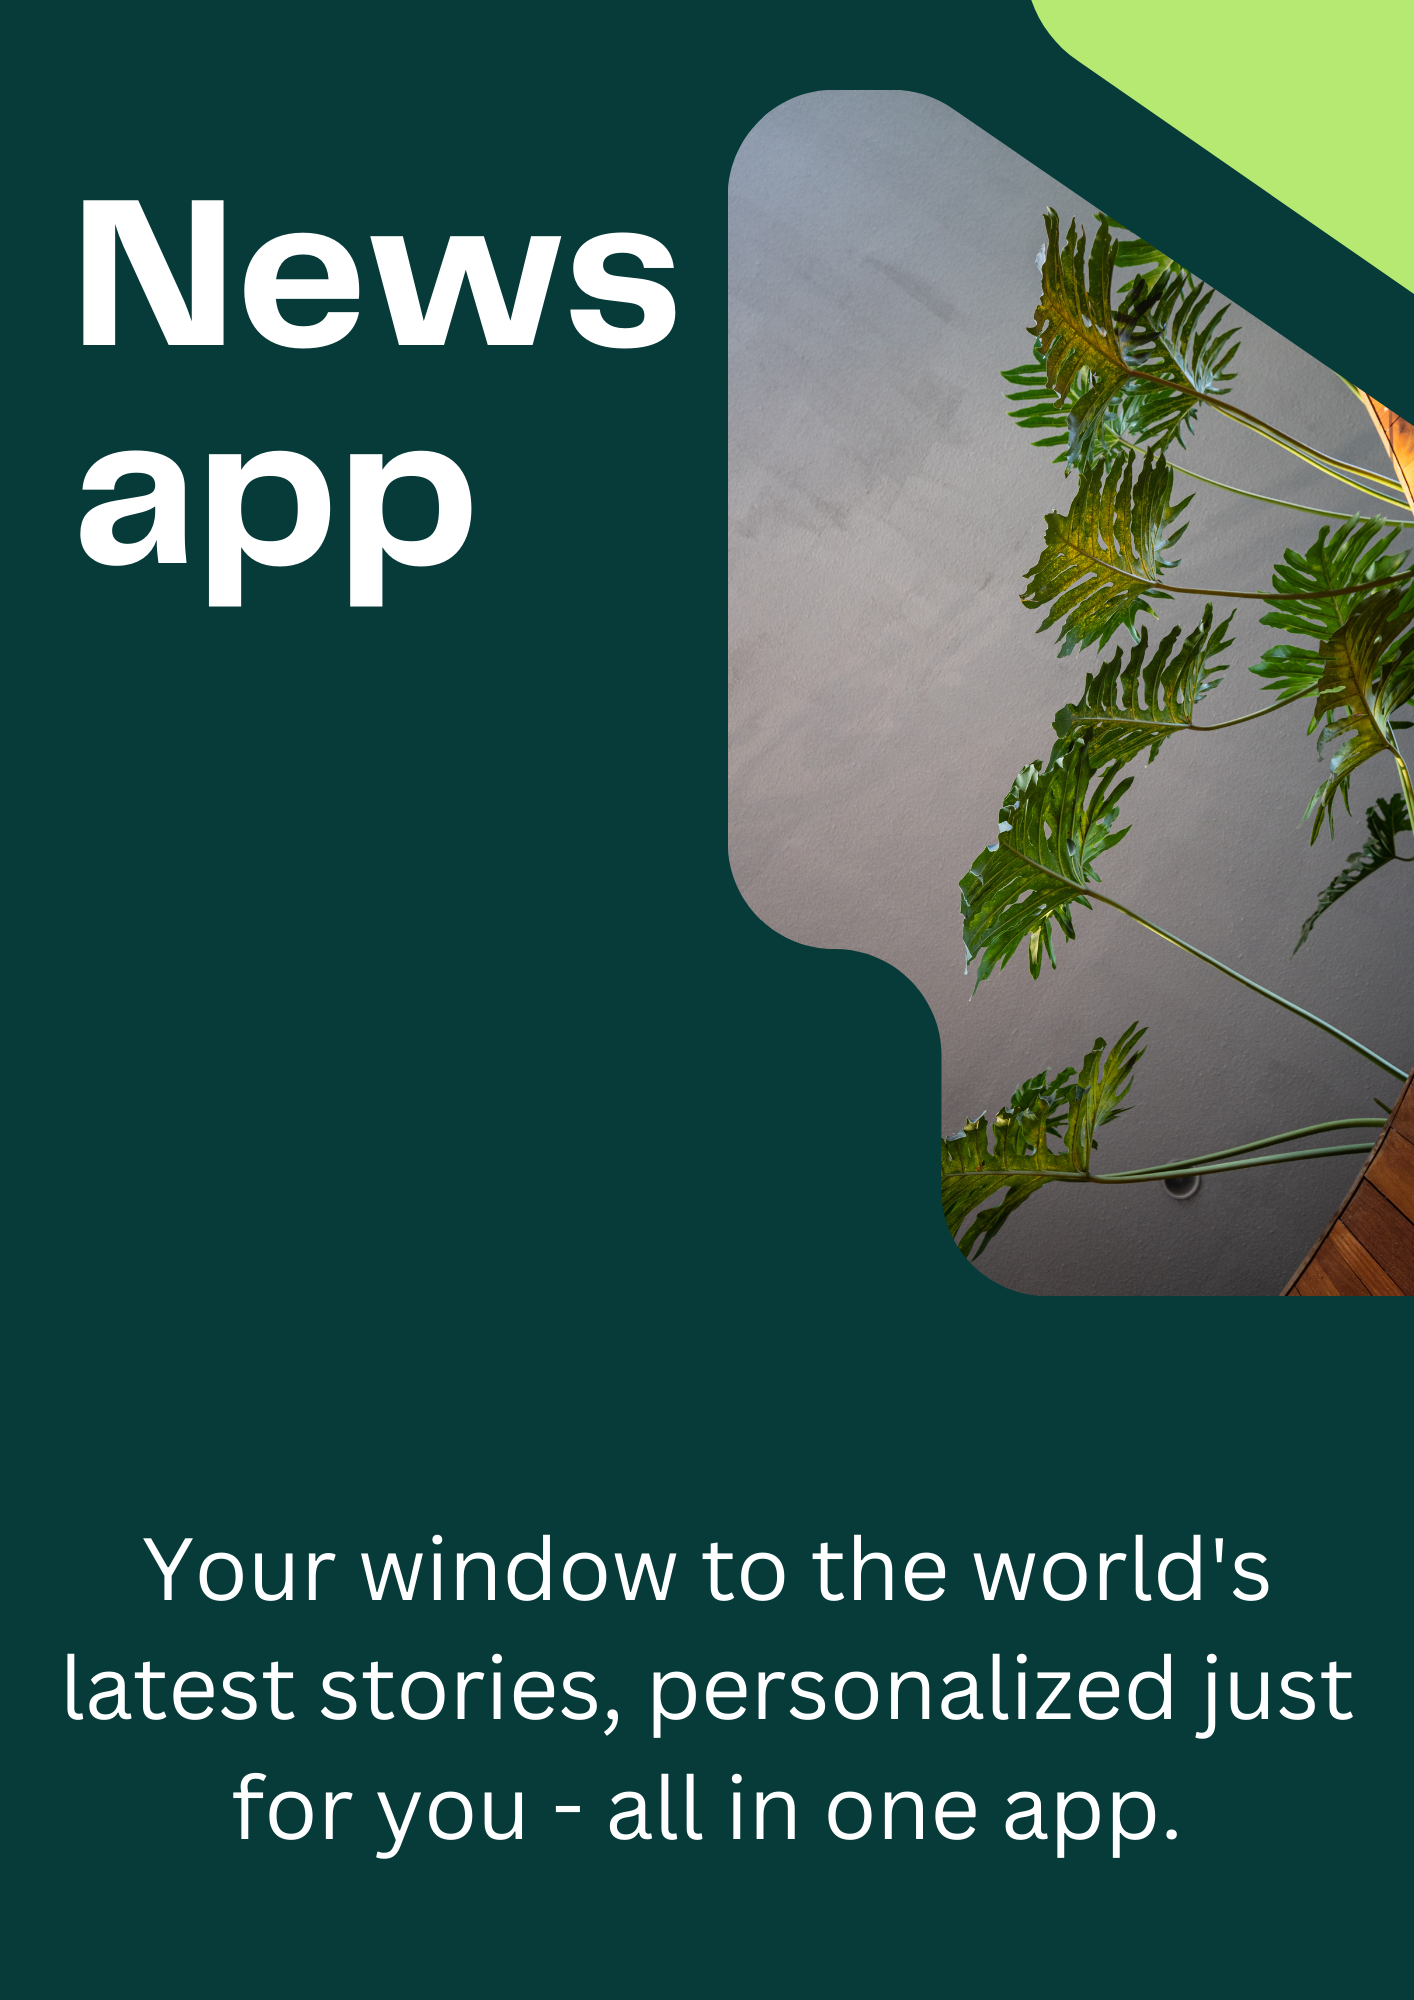 News
app
Your window to the world's
latest stories, personalized just
for you - all in one app.